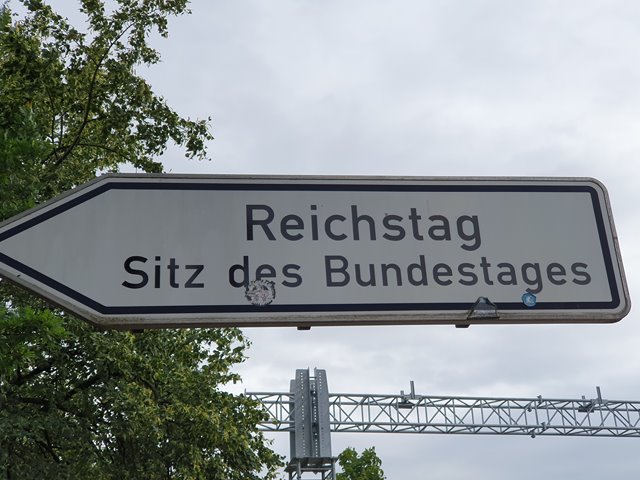 Reichstag
Sitz des Bundestages